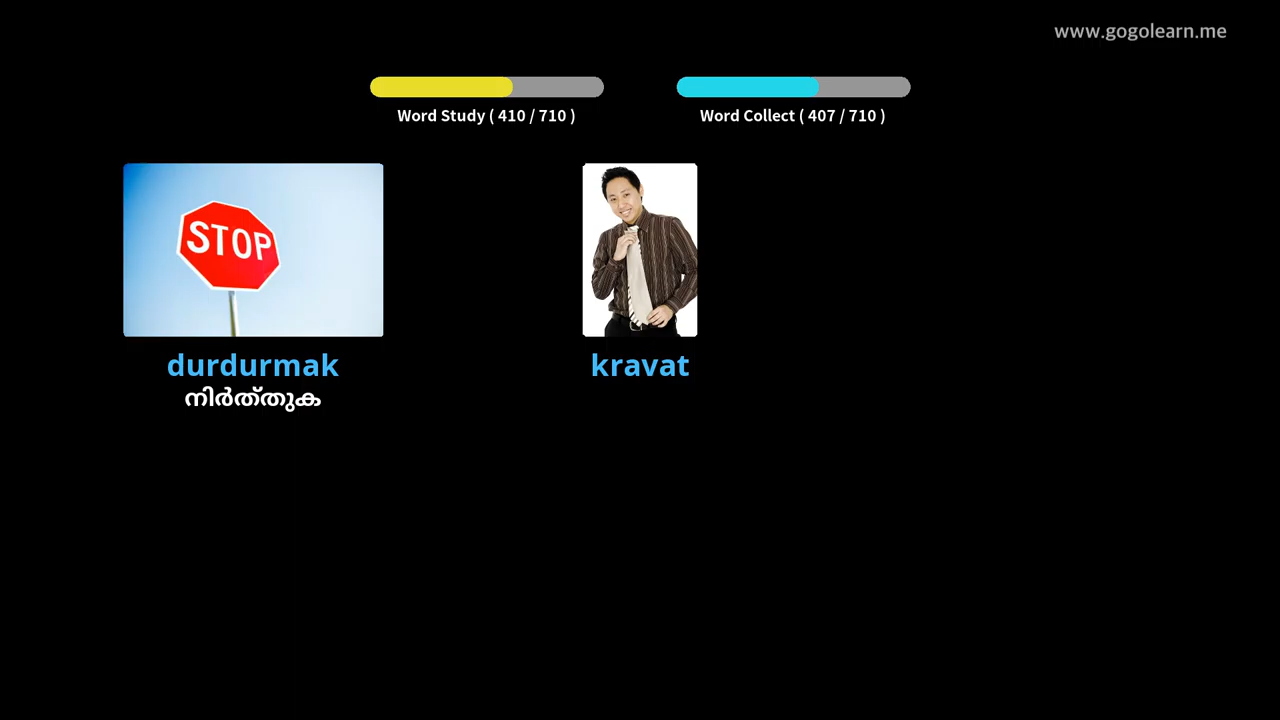 www.gogolearn.me
Word Study ( 410 / 710 )
Word Collect ( 407 / 710 )
STOP
durdurmak
നിർത്തുക
kravat